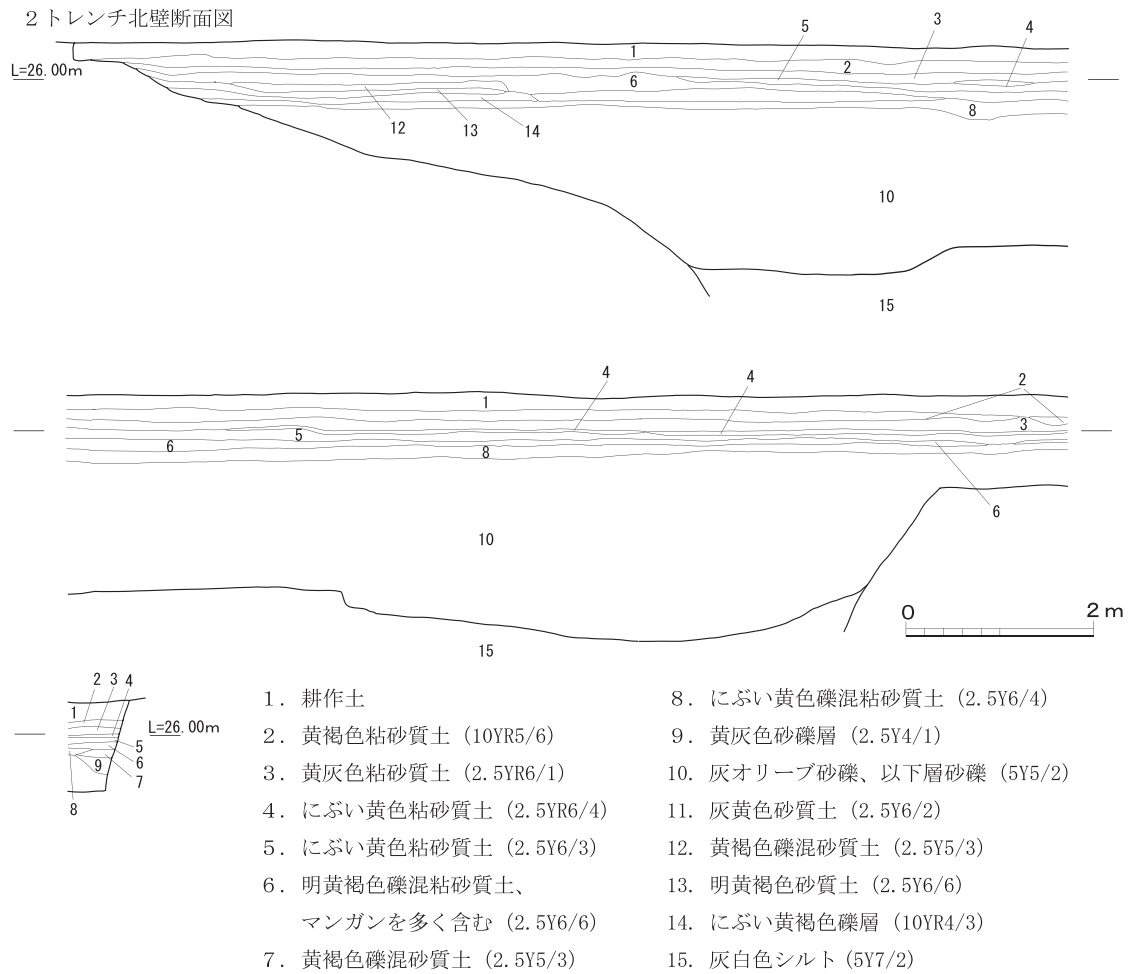 2トレンチ北壁断面図
5
3
4
1
L=26.00m
2
6
8
12
13
14
10
15
4
4
2
1
3
5
6
8
6
10
0
2m
15
2 3 4
1
L=26.00m
5
6
9
7
8
1．耕作土
2．黄褐色粘砂質土（10YR5/6）
3．黄灰色粘砂質土（2.5YR6/1）
4．にぶい黄色粘砂質土（2.5YR6/4）
5．にぶい黄色粘砂質土（2.5Y6/3）
6．明黄褐色礫混粘砂質土、
マンガンを多く含む（2.5Y6/6）
7．黄褐色礫混砂質土（2.5Y5/3）
8．にぶい黄色礫混粘砂質土（2.5Y6/4）
9．黄灰色砂礫層（2.5Y4/1）
10. 灰オリーブ砂礫、以下層砂礫（5Y5/2）
11. 灰黄色砂質土（2.5Y6/2）
12. 黄褐色礫混砂質土（2.5Y5/3）
13. 明黄褐色砂質土（2.5Y6/6）
14. にぶい黄褐色礫層（10YR4/3）
15. 灰白色シルト（5Y7/2）